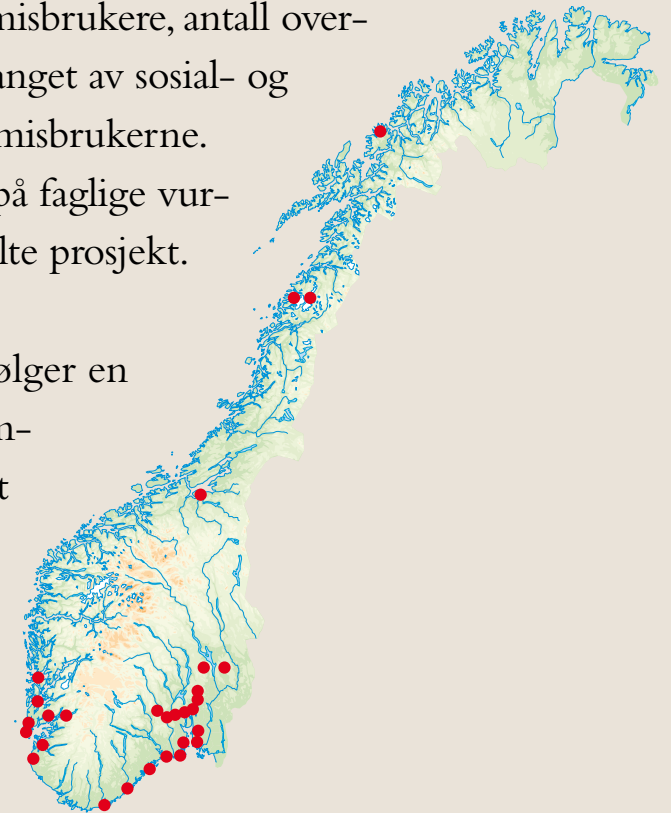 misbrukere, antall over-
anget av sosial- og
misbrukerne.
på faglige vur-
lte prosjekt.
ølger en
n-
t